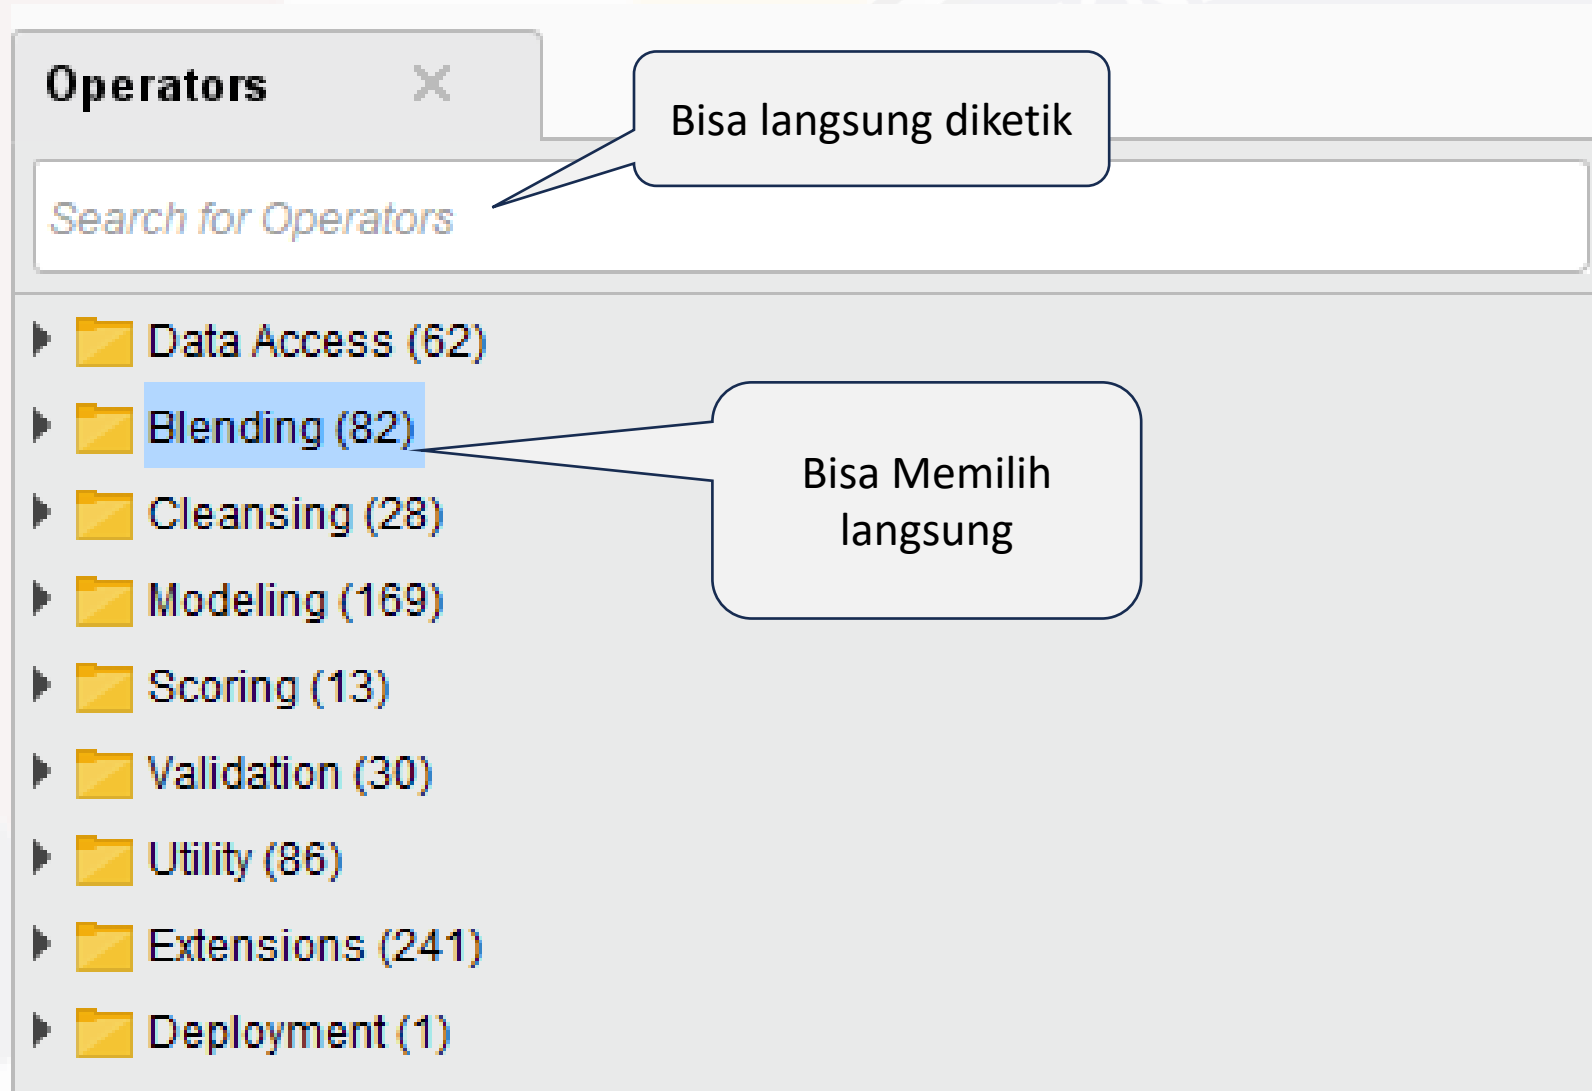 Operators
Bisa langsung diketik
Search for Operators
Data Access (62)
Blending (82)
Bisa Memilih
langsung
Cleansing (28)
Modeling (169)
Scoring (13)
Validation (30)
Utility (86)
Extensions (241)
Deployment (1)